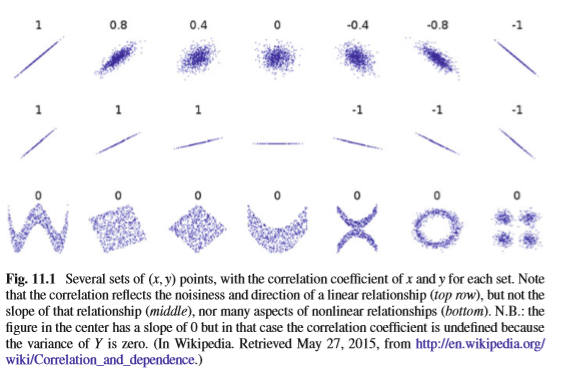 1 0.8 0.4 0 -0.4 -0.8 -1
1 1 1 -1 -1 -1
0 0 0 0 0 0 0
Fig. 11.1 Several sets of (x, y) points, with the correlation coefficient of x and y for each set. Note
that the correlation reflects the noisiness and direction of a linear relationship (top row), but not the
slope of that relationship (middle), nor many aspects of nonlinear relationships (bottom). N.B.: the
figure in the center has a slope of 0 but in that case the correlation coefficient is undefined because
the variance of Y is zero. (In Wikipedia. Retrieved May 27, 2015, from http://en.wikipedia.org/
wiki/Correlation_and_dependence.)